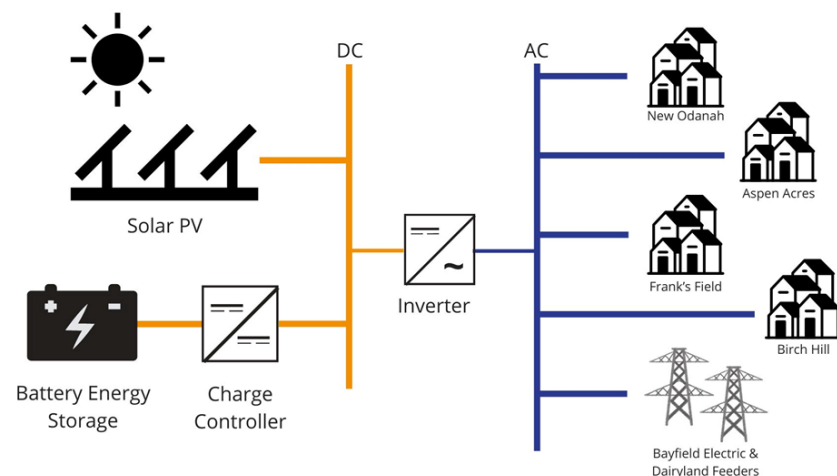 DC
AC
New Odanah
Aspen Acres
Solar PV
Frank's Field
Inverter
Birch Hill
Battery Energy
Storage
Charge
Controller
Bayfield Electric &
Dairyland Feeders